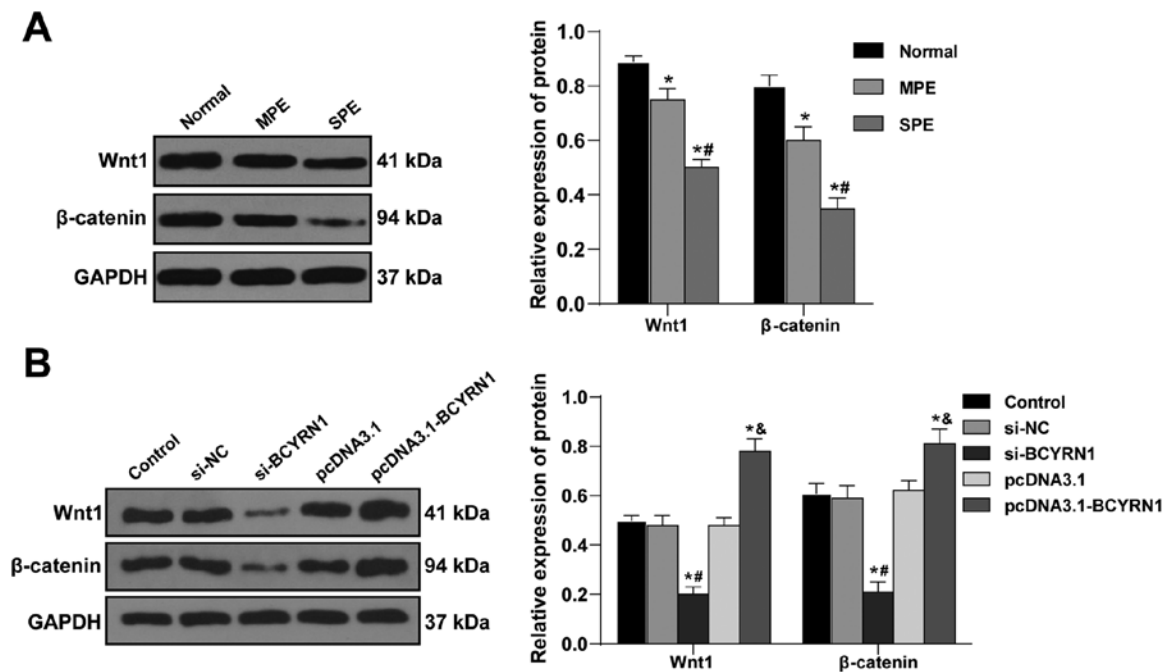 A
Normal MPE SPE
Wnt1 41 kDa
β-catenin 94 kDa
GAPDH 37 kDa
Relative expression of protein
1.0
0.8
0.6
0.4
0.2
0.0
* *# * *#
Wnt1 β-catenin
Normal
MPE
SPE
B
Control si-NC si-BCYRN1 pcDNA3.1 pcDNA3.1-BCYRN1
Wnt1 41 kDa
β-catenin 94 kDa
GAPDH 37 kDa
Relative expression of protein
1.0
0.8
0.6
0.4
0.2
0.0
*# *& *# *&
Wnt1 β-catenin
Control
si-NC
si-BCYRN1
pcDNA3.1
pcDNA3.1-BCYRN1